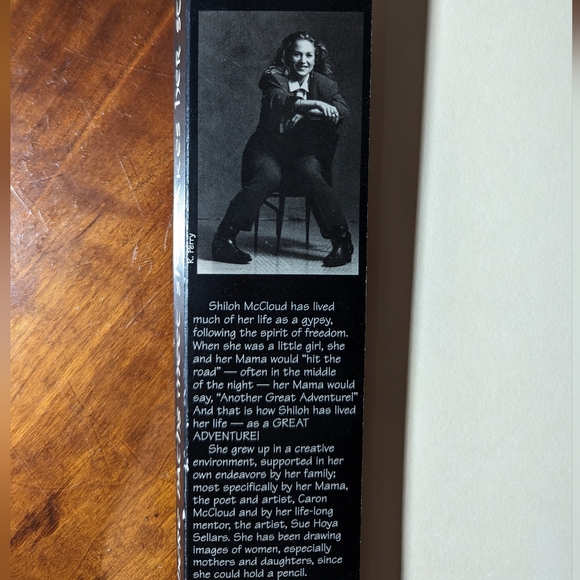 K. Perry
Shiloh McCloud has lived
much of her life as a gypsy,
following the spirit of freedom.
When she was a little girl, she
and her Mama would "hit the
road" — often in the middle
of the night — her Mama would
say, "Another Great Adventure!"
And that is how Shiloh has lived
her life — as a GREAT
ADVENTURE!
She grew up in a creative
environment, supported in her
own endeavors by her family;
most specifically by her Mama,
the poet and artist, Caron
McCloud and by her life-long
mentor, the artist, Sue Hoya
Sellars. She has been drawing
images of women, especially
mothers and daughters, since
she could hold a pencil.